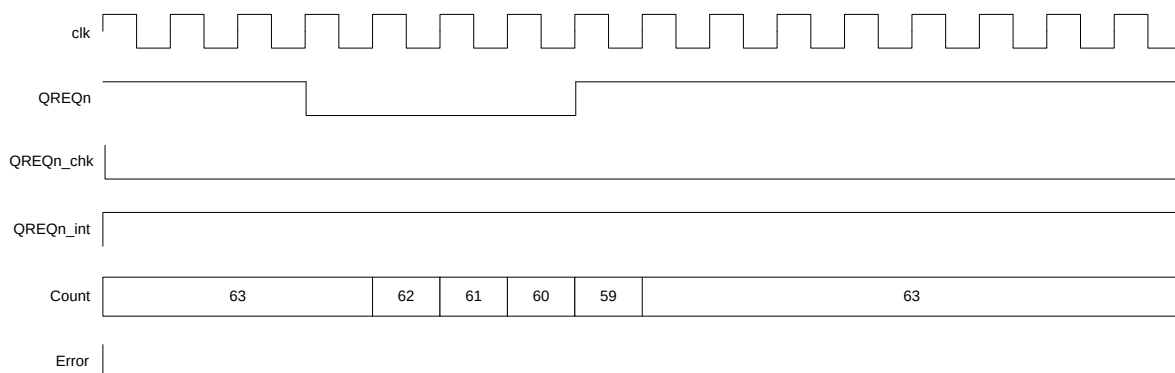 clk
QREQn
QREQn_chk
QREQn_int
Count 63 62 61 60 59 63
Error